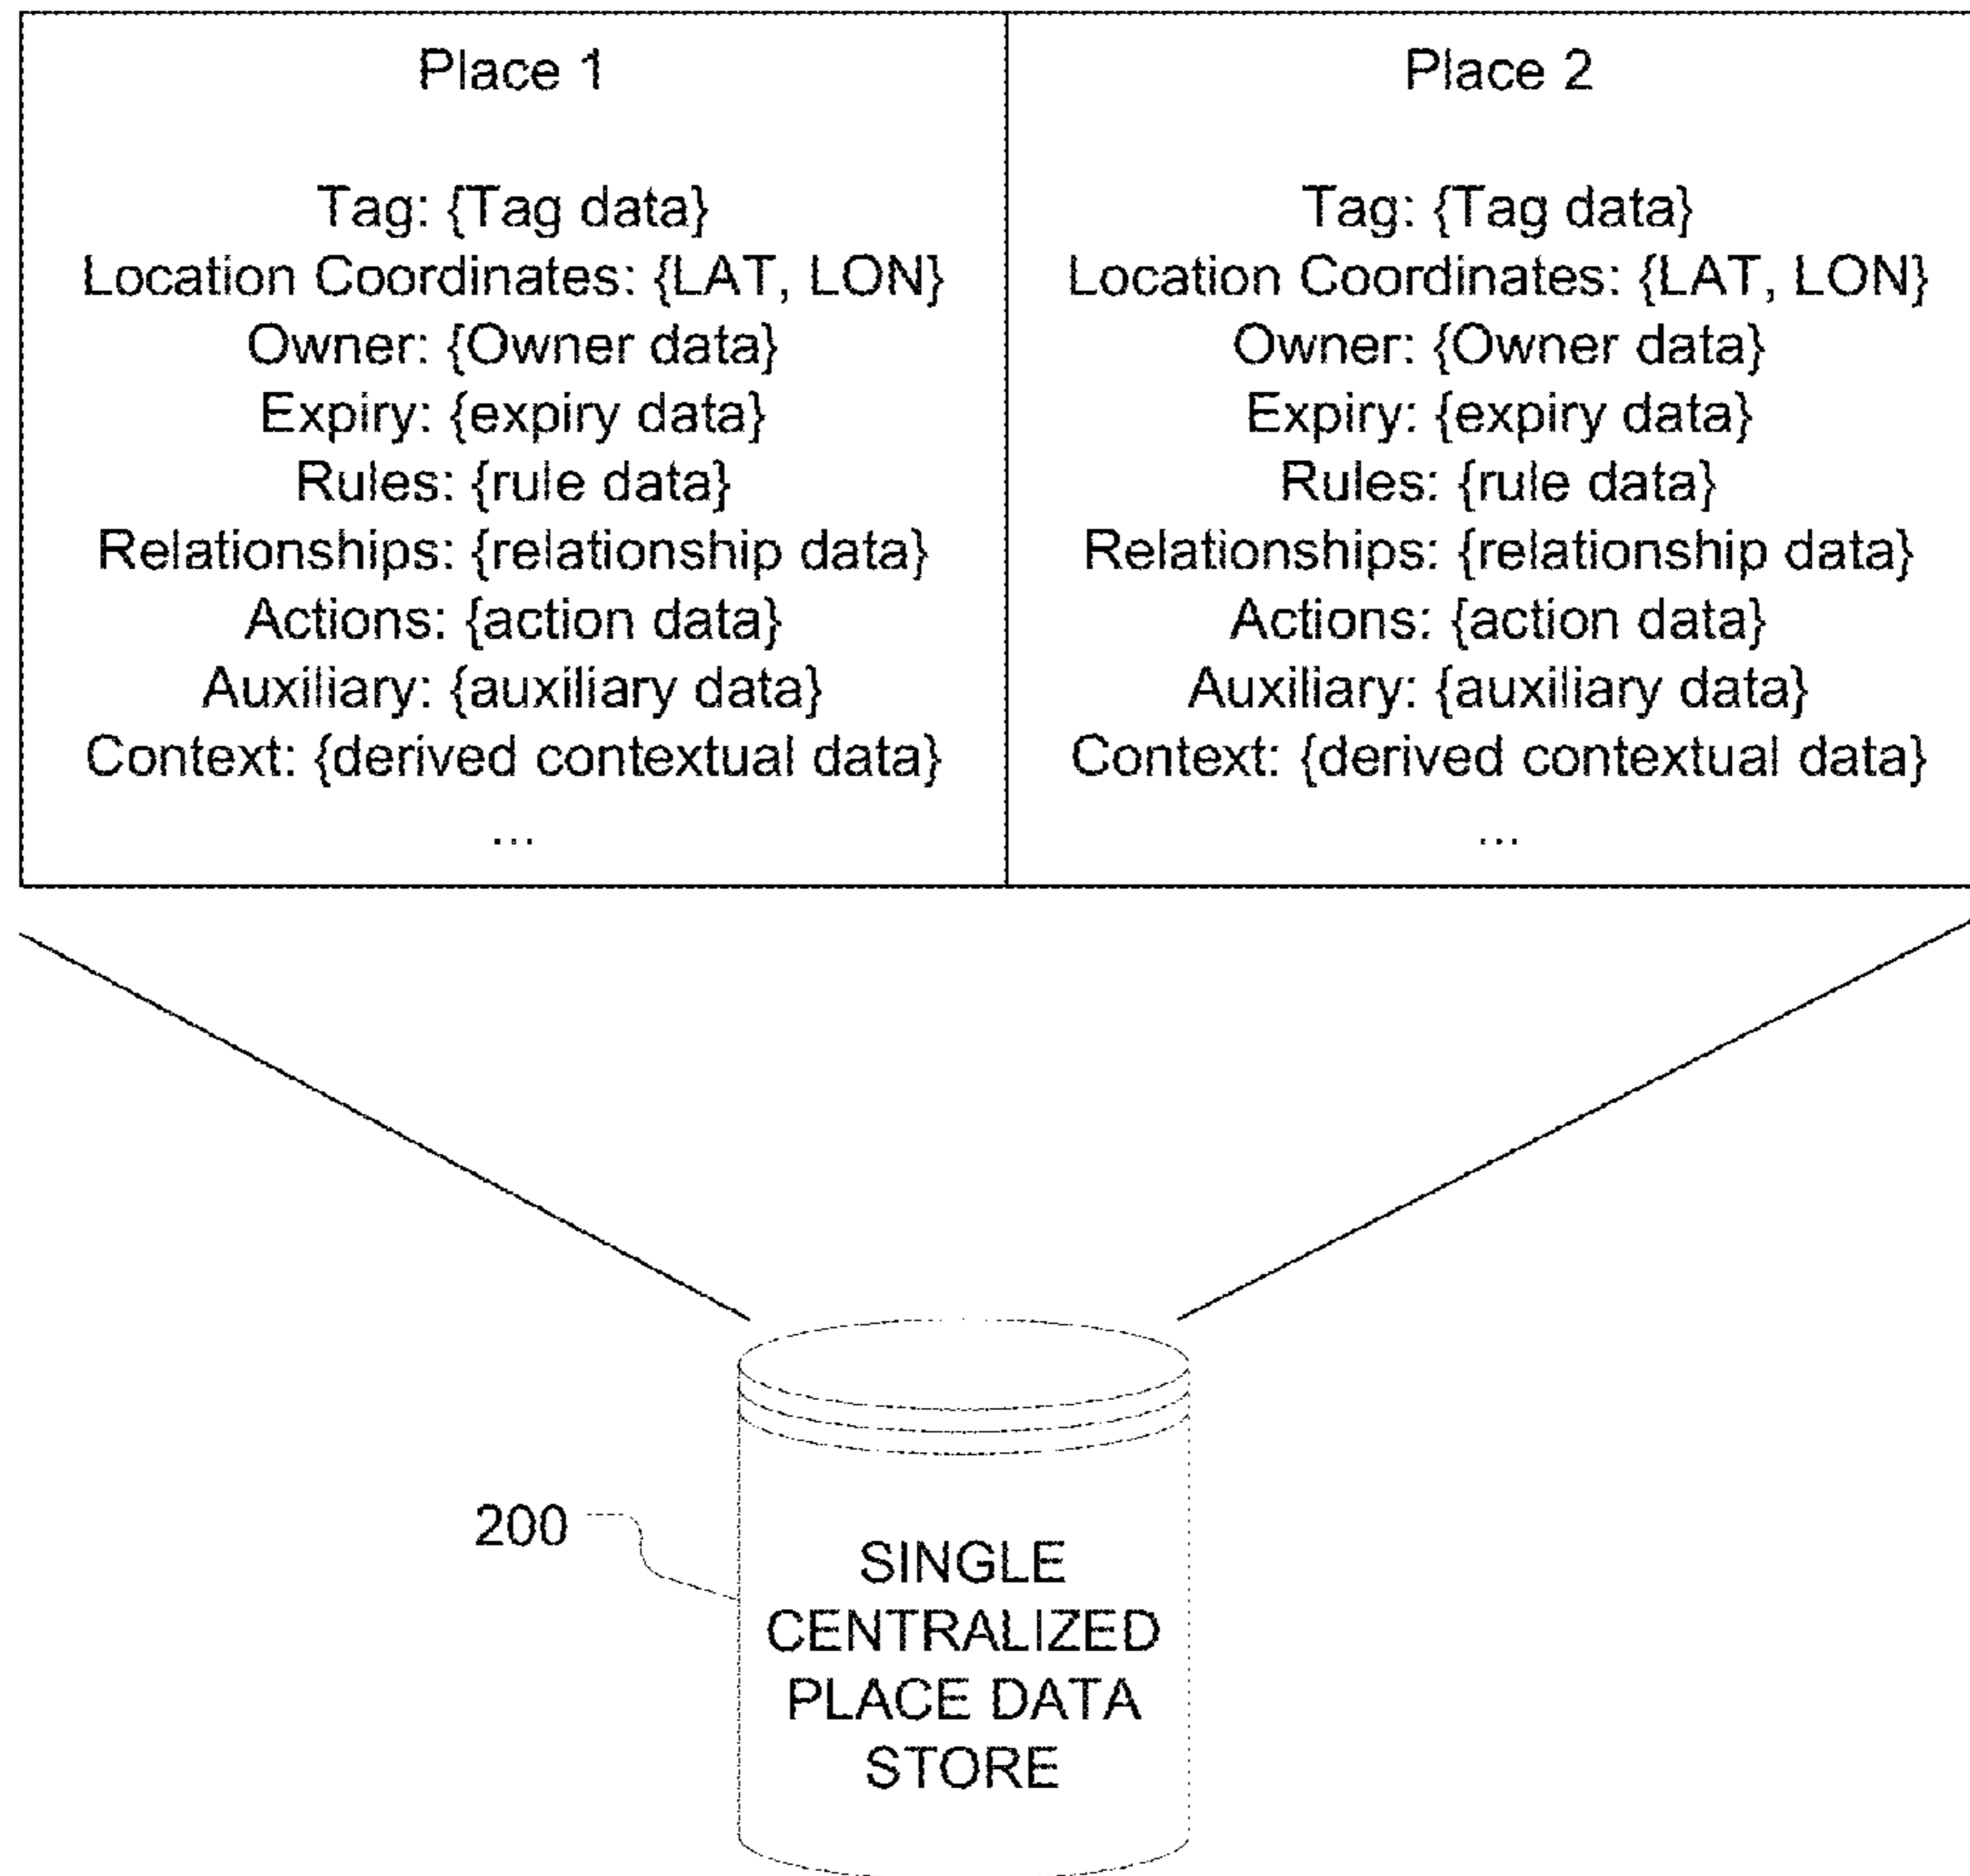 Place 1
Tag: {Tag data}
Location Coordinates: {LAT, LON}
Owner: {Owner data}
Expiry: {expiry data}
Rules: {rule data}
Relationships: {relationship data}
Actions: {action data}
Auxiliary: {auxiliary data}
Context: {derived contextual data}
...
Place 2
Tag: {Tag data}
Location Coordinates: {LAT, LON}
Owner: {Owner data}
Expiry: {expiry data}
Rules: {rule data}
Relationships: {relationship data}
Actions: {action data}
Auxiliary: {auxiliary data}
Context: {derived contextual data}
...
200
SINGLE
CENTRALIZED
PLACE DATA
STORE